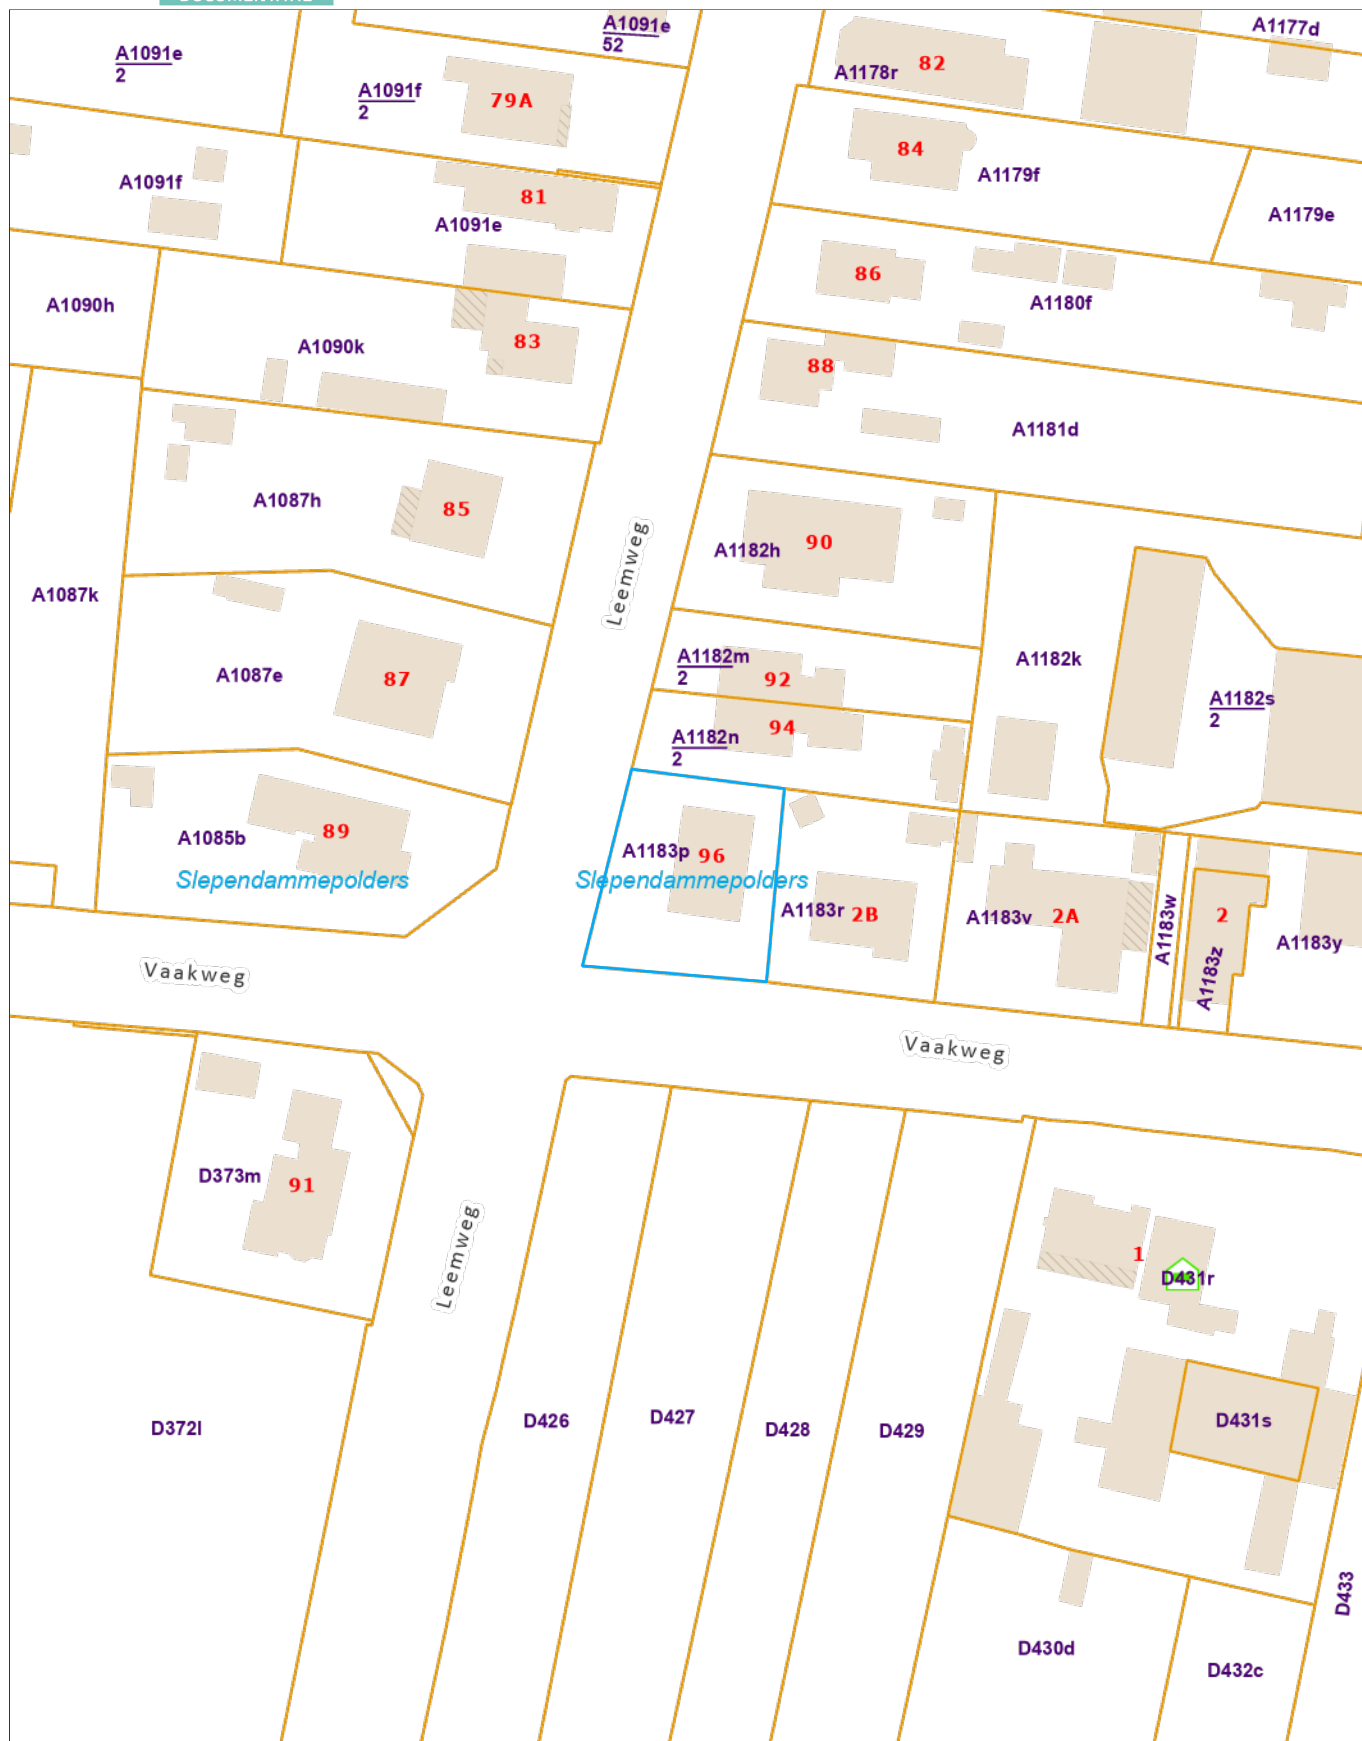 A1091e
52
A1177d
A1091e
2
A1178r
82
A1091f
2
79A
84
A1179f
A1091f
81
A1091e
A1179e
86
A1180f
A1090h
A1090k
83
88
A1181d
A1087h
85
Leemweg
A1182h
90
A1087k
A1087e
87
A1182m
2
92
A1182k
A1182s
2
A1182n
2
94
A1085b
89
Slependammepolders
A1183p
96
Slependammepolders
A1183r
2B
A1183v
2A
A1183w
2
A1183z
A1183y
Vaakweg
Vaakweg
D373m
91
Leemweg
1
D431r
D372l
D426
D427
D428
D429
D431s
D433
D430d
D432c